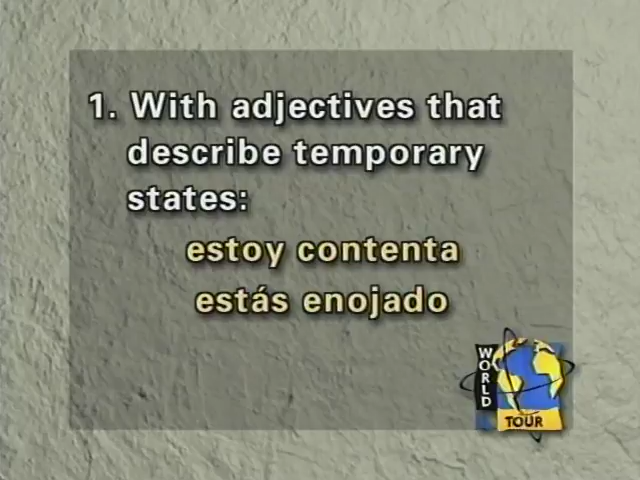 1. With adjectives that
describe temporary
states:
estoy contenta
estás enojado
WORLD
TOUR